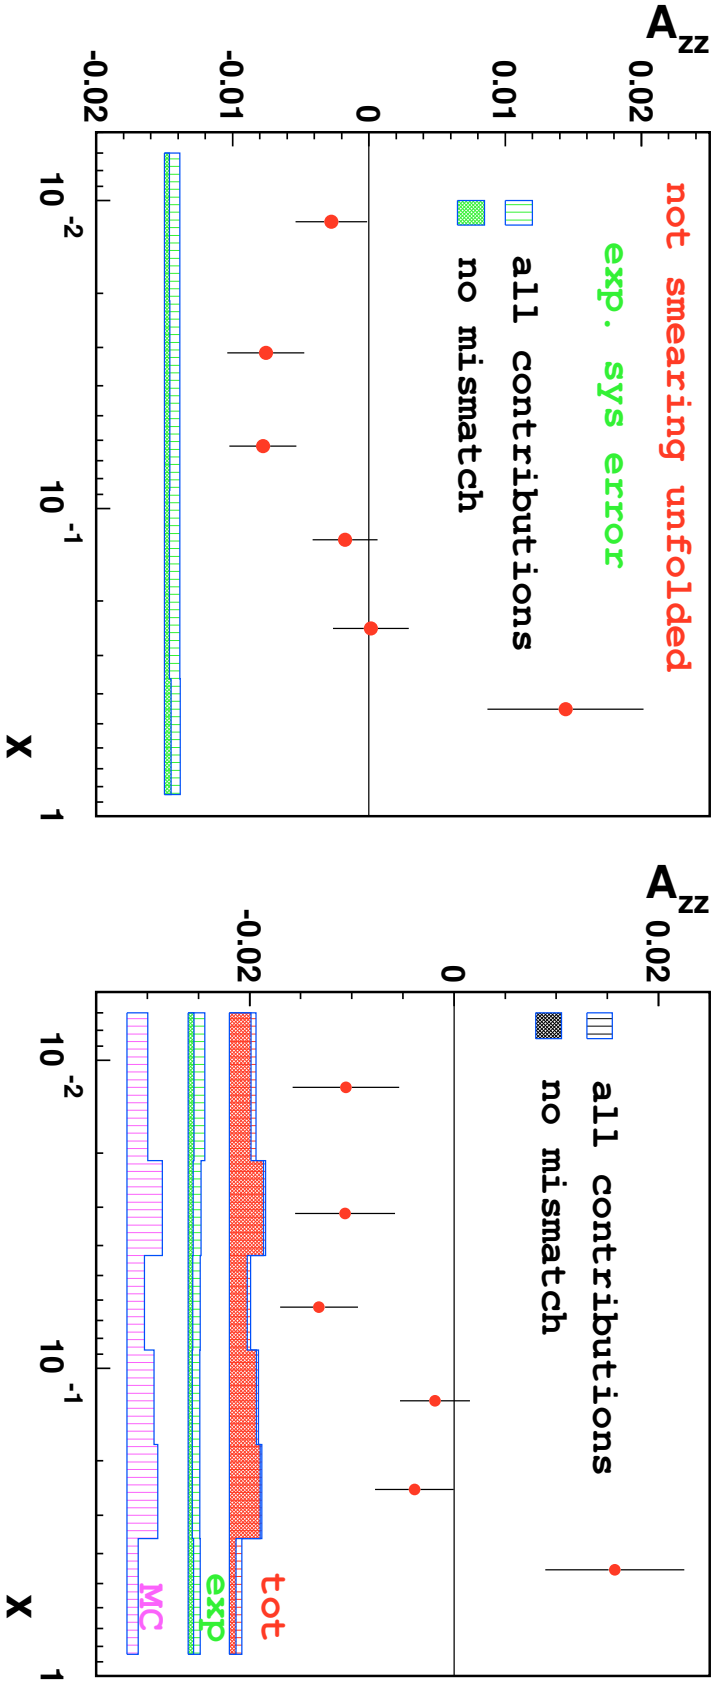 A_zz
0.02
0.01
0
-0.01
-0.02
not smearing unfolded
exp. sys error
all contributions
no mismatch
10^-2
10^-1
1
x
A_zz
0.02
0
-0.02
all contributions
no mismatch
tot
exp
MC
10^-2
10^-1
1
x